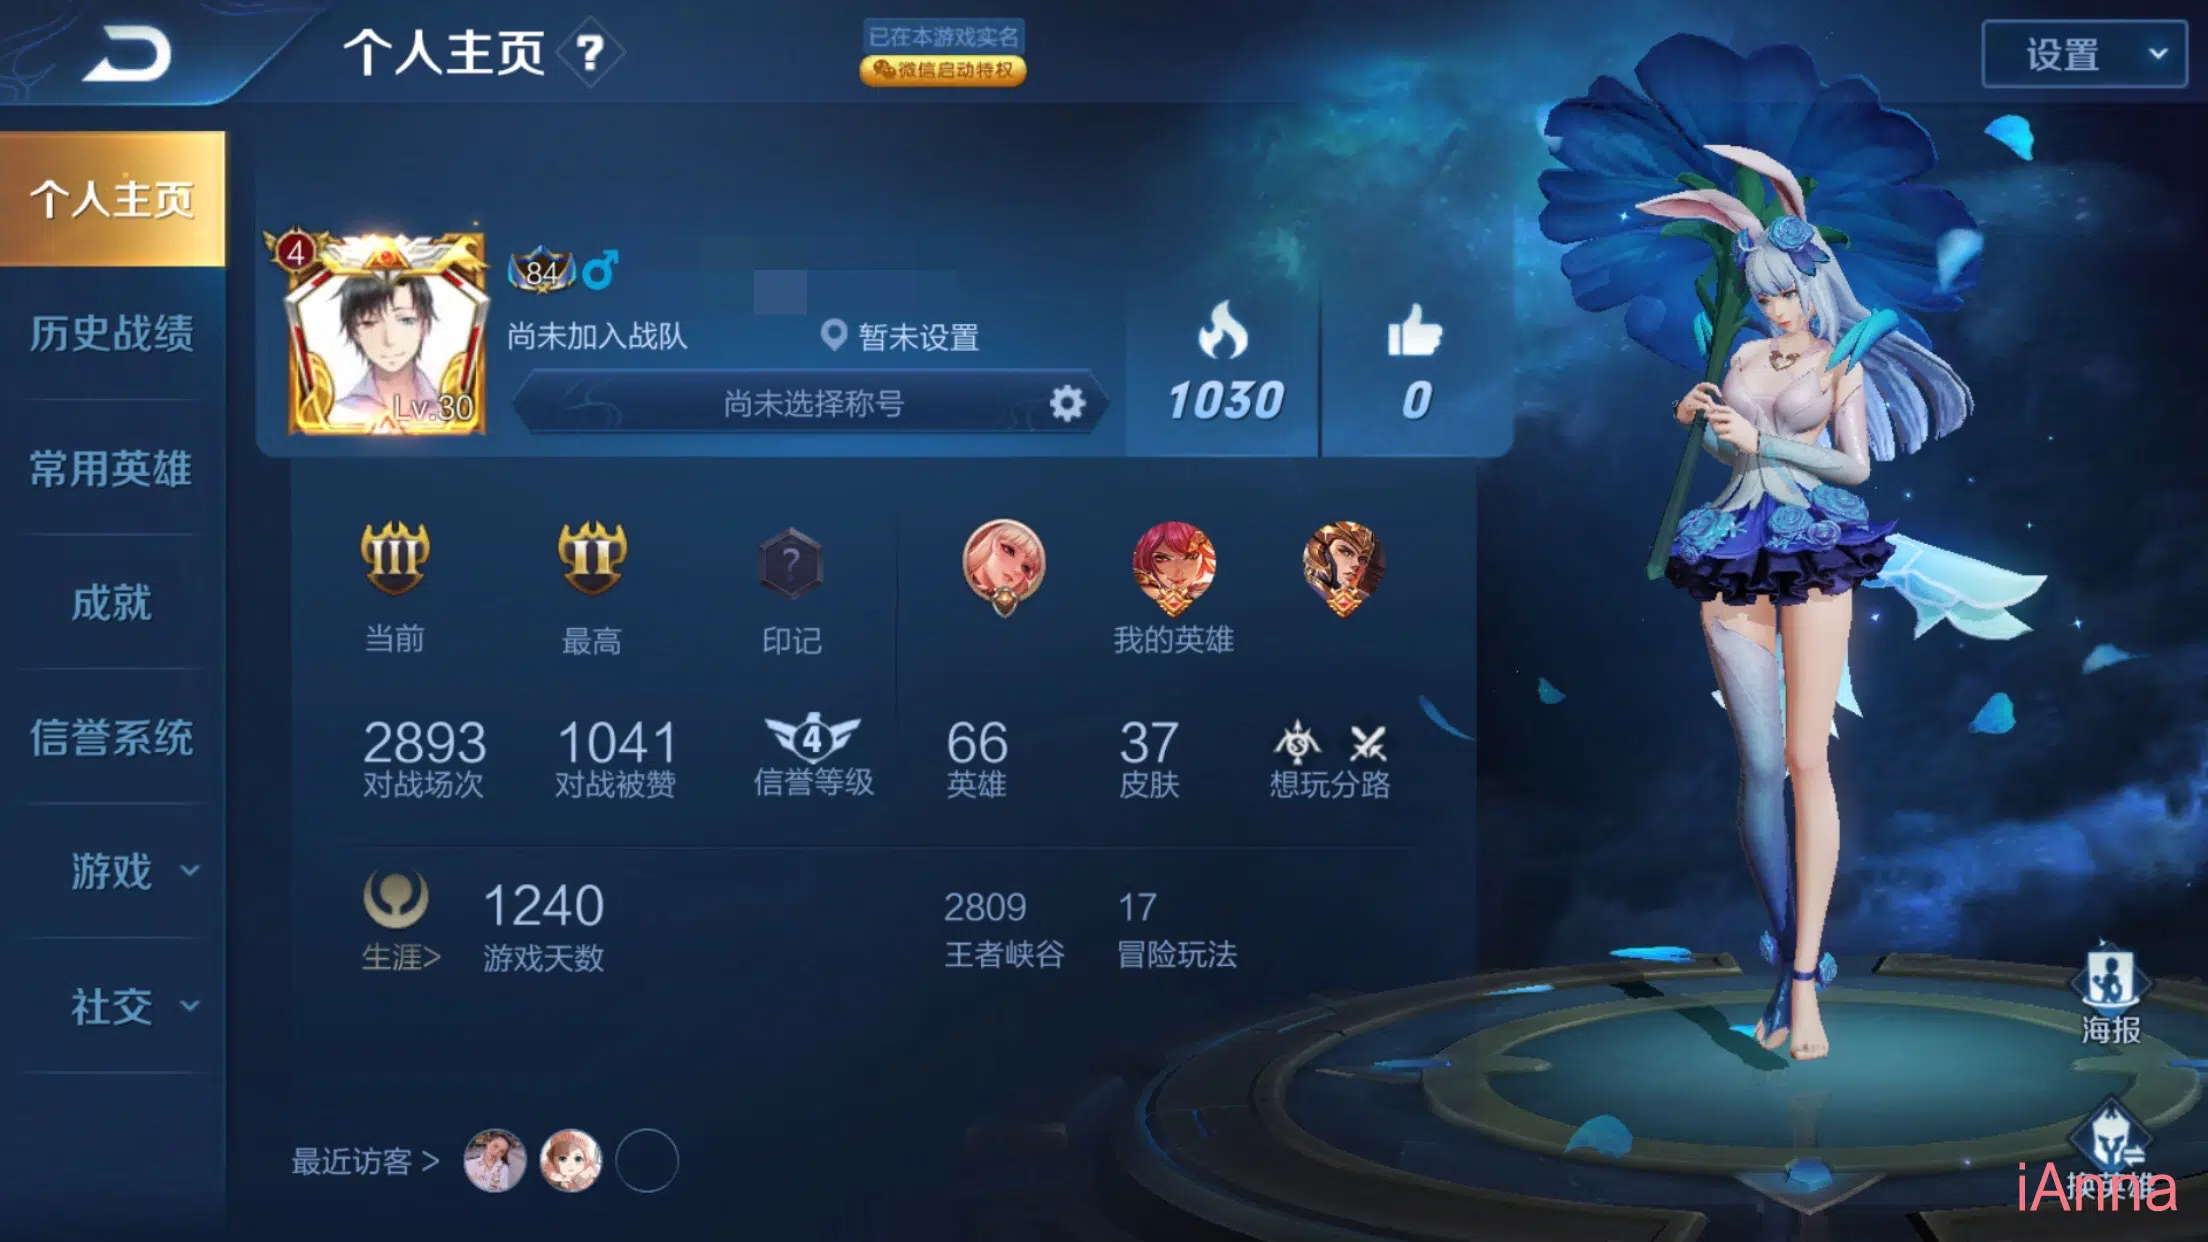 个人主页
?
已在本游戏实名
微信启动特权
设置
个人主页
历史战绩
常用英雄
成就
信誉系统
游戏
社交
4
Lv.30
84
尚未加入战队
暂未设置
尚未选择称号
1030
0
III
当前
II
最高
?
印记
我的英雄
2893
对战场次
1041
对战被赞
4
信誉等级
66
英雄
37
皮肤
想玩分路
生涯>
1240
游戏天数
2809
王者峡谷
17
冒险玩法
最近访客 >
海报
换英雄
iAnna